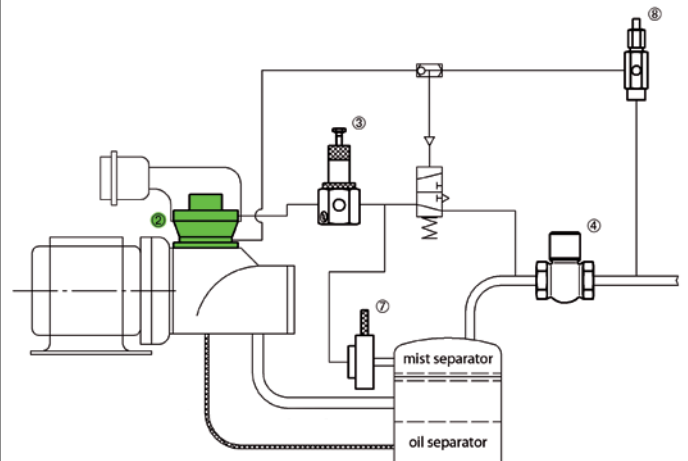 ⑧
③
②
④
⑦
mist separator
oil separator